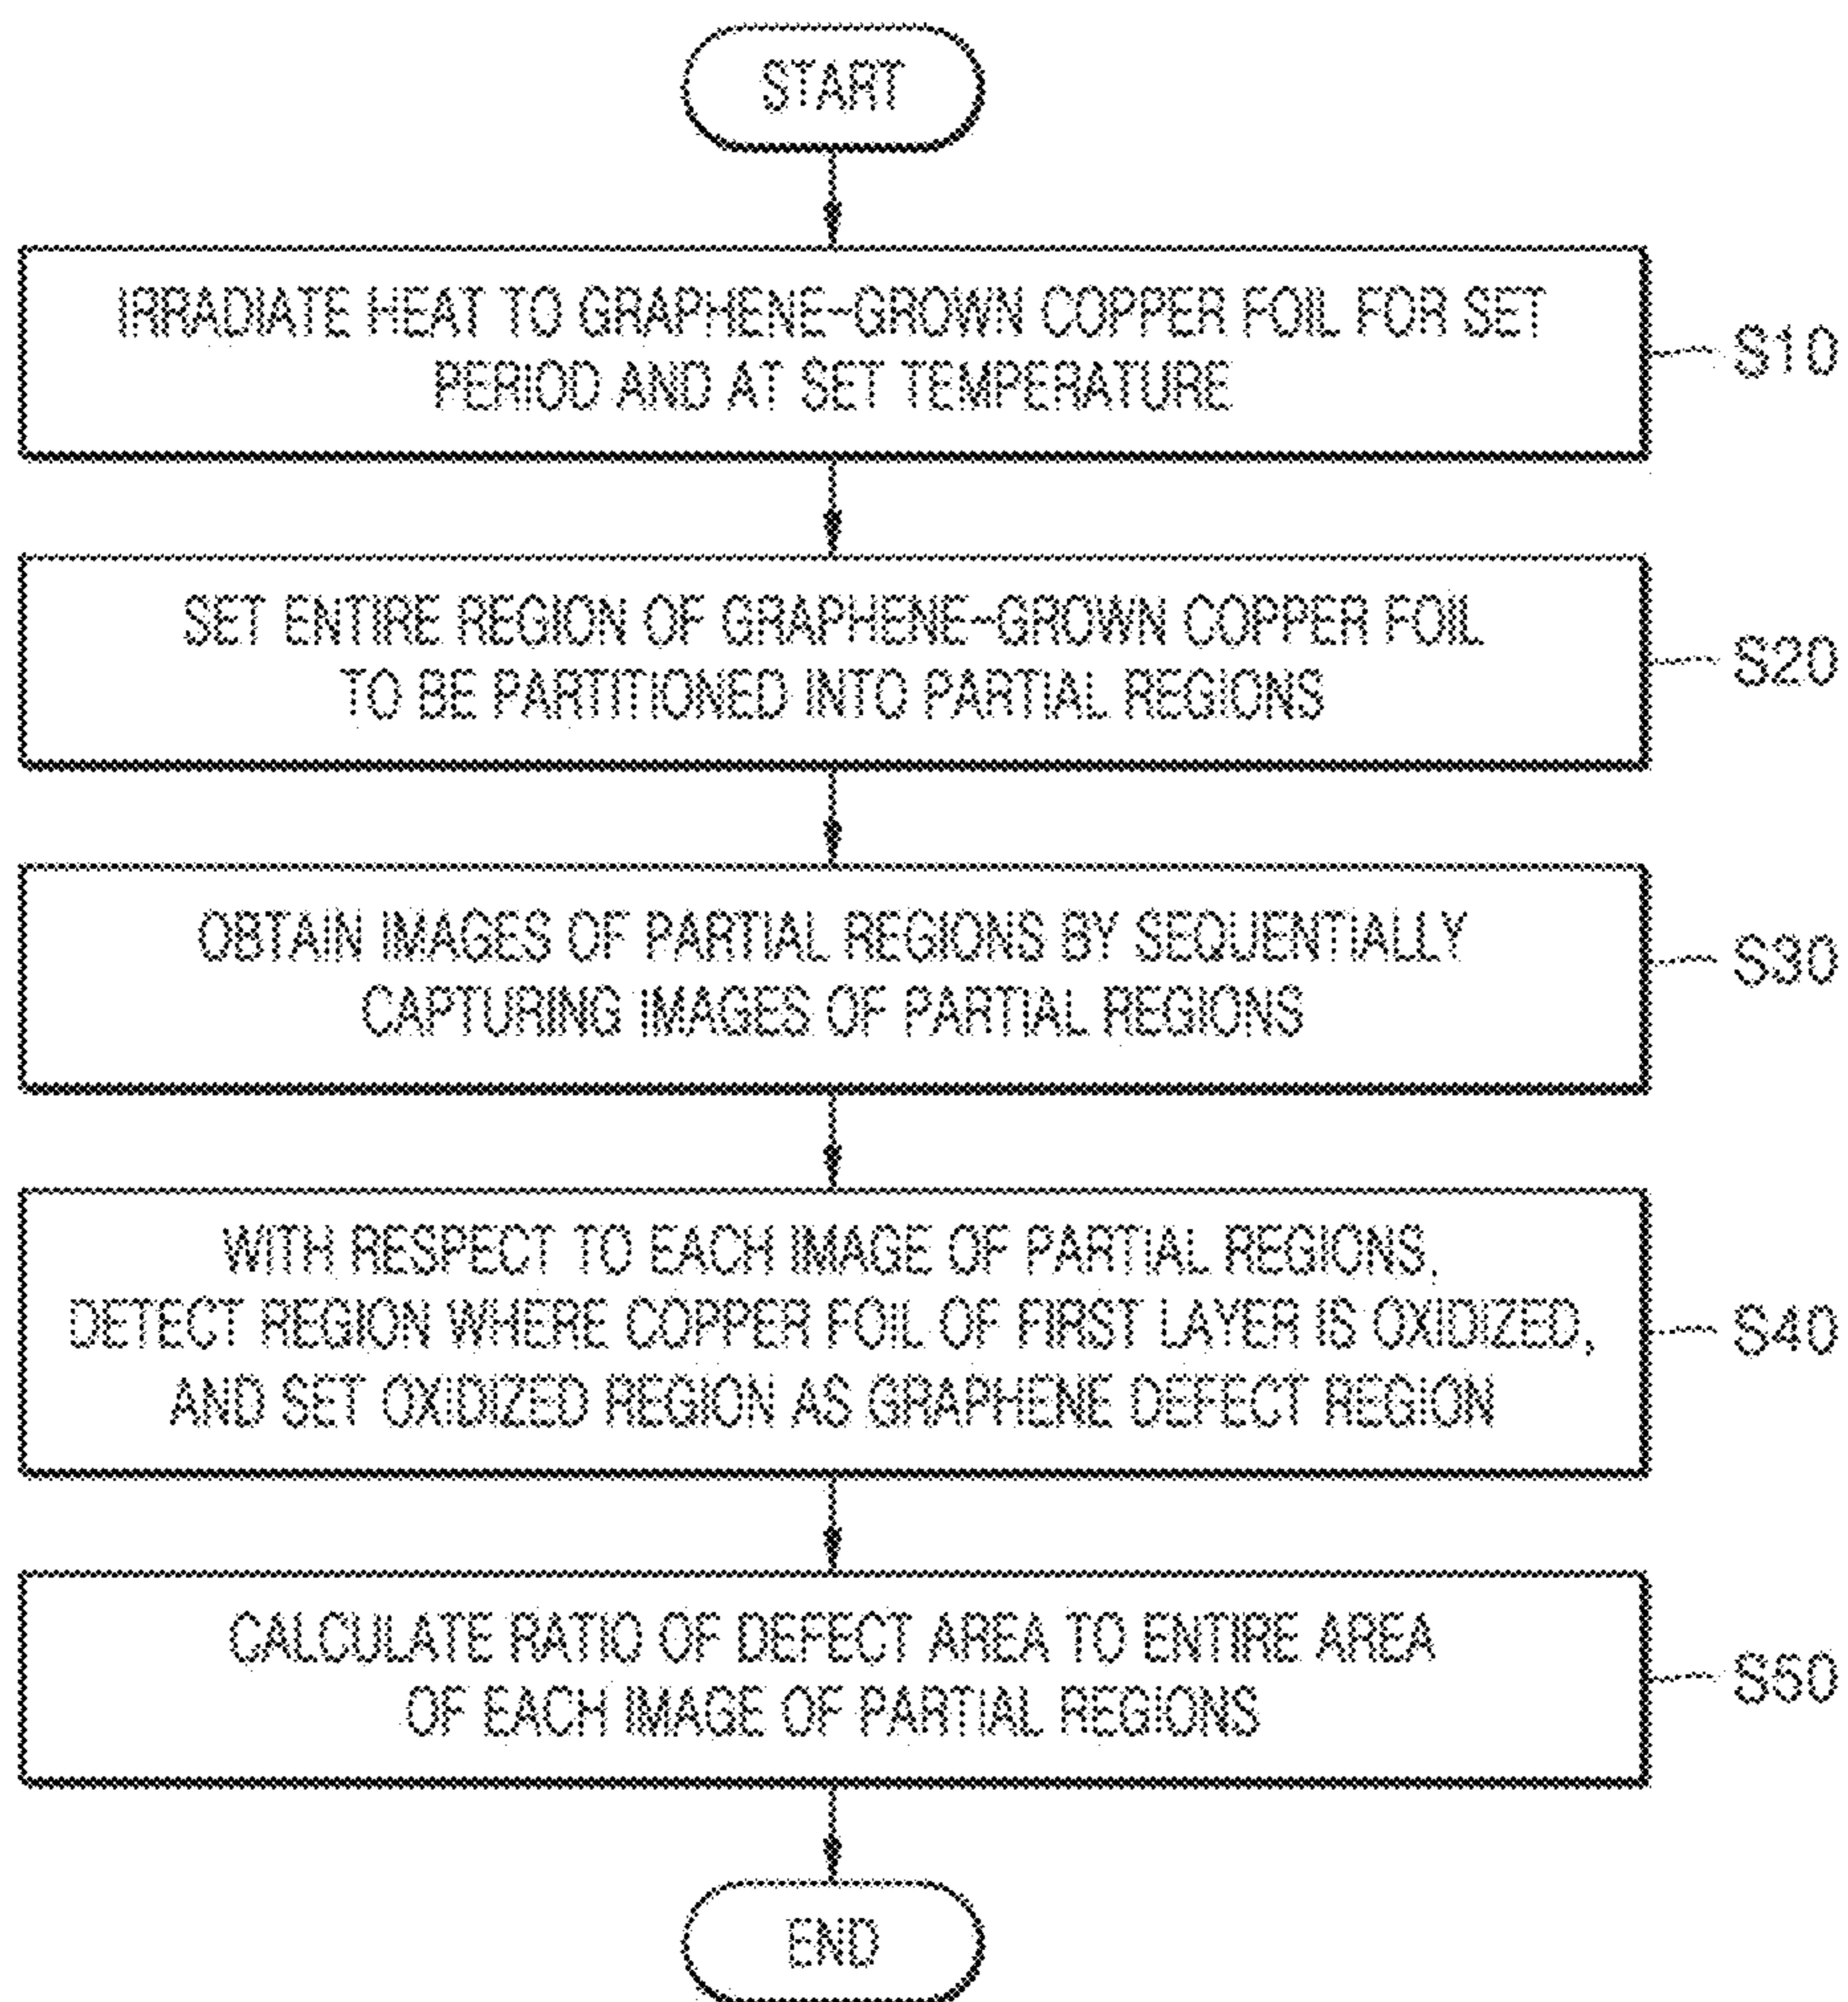 START
IRRADIATE HEAT TO GRAPHENE-GROWN COPPER FOIL FOR SET
PERIOD AND AT SET TEMPERATURE
S10
SET ENTIRE REGION OF GRAPHENE-GROWN COPPER FOIL
TO BE PARTITIONED INTO PARTIAL REGIONS
S20
OBTAIN IMAGES OF PARTIAL REGIONS BY SEQUENTIALLY
CAPTURING IMAGES OF PARTIAL REGIONS
S30
WITH RESPECT TO EACH IMAGE OF PARTIAL REGIONS,
DETECT REGION WHERE COPPER FOIL OF FIRST LAYER IS OXIDIZED,
AND SET OXIDIZED REGION AS GRAPHENE DEFECT REGION
S40
CALCULATE RATIO OF DEFECT AREA TO ENTIRE AREA
OF EACH IMAGE OF PARTIAL REGIONS
S50
END